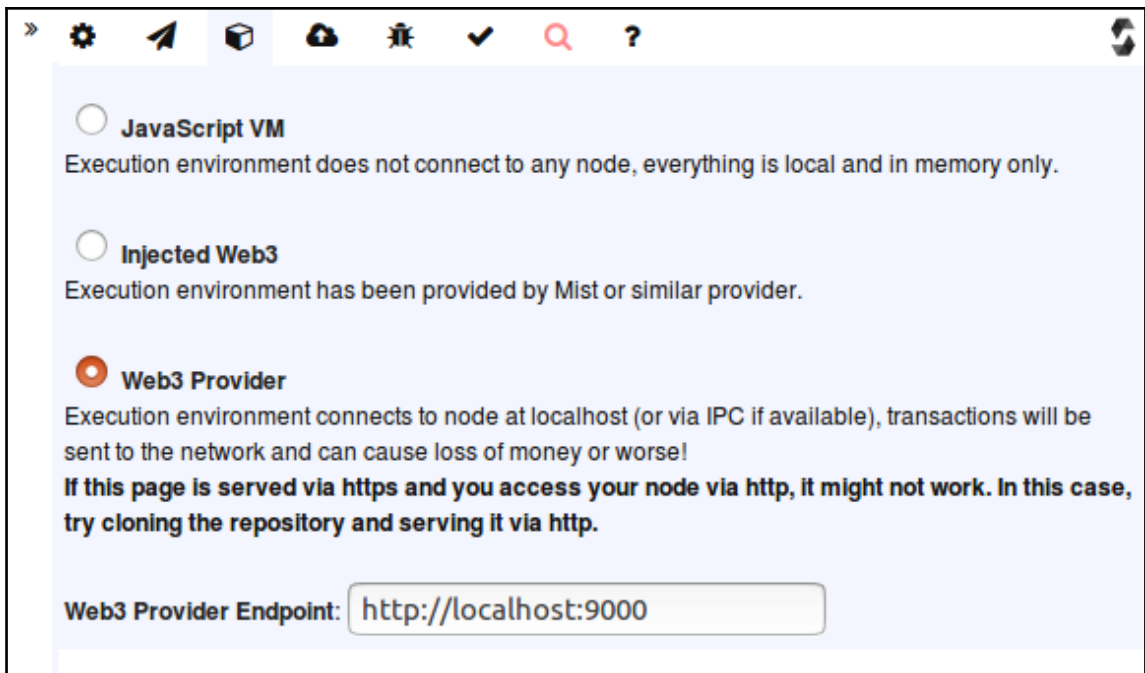 » ?
JavaScript VM
Execution environment does not connect to any node, everything is local and in memory only.
Injected Web3
Execution environment has been provided by Mist or similar provider.
Web3 Provider
Execution environment connects to node at localhost (or via IPC if available), transactions will be
sent to the network and can cause loss of money or worse!
If this page is served via https and you access your node via http, it might not work. In this case,
try cloning the repository and serving it via http.
Web3 Provider Endpoint: http://localhost:9000